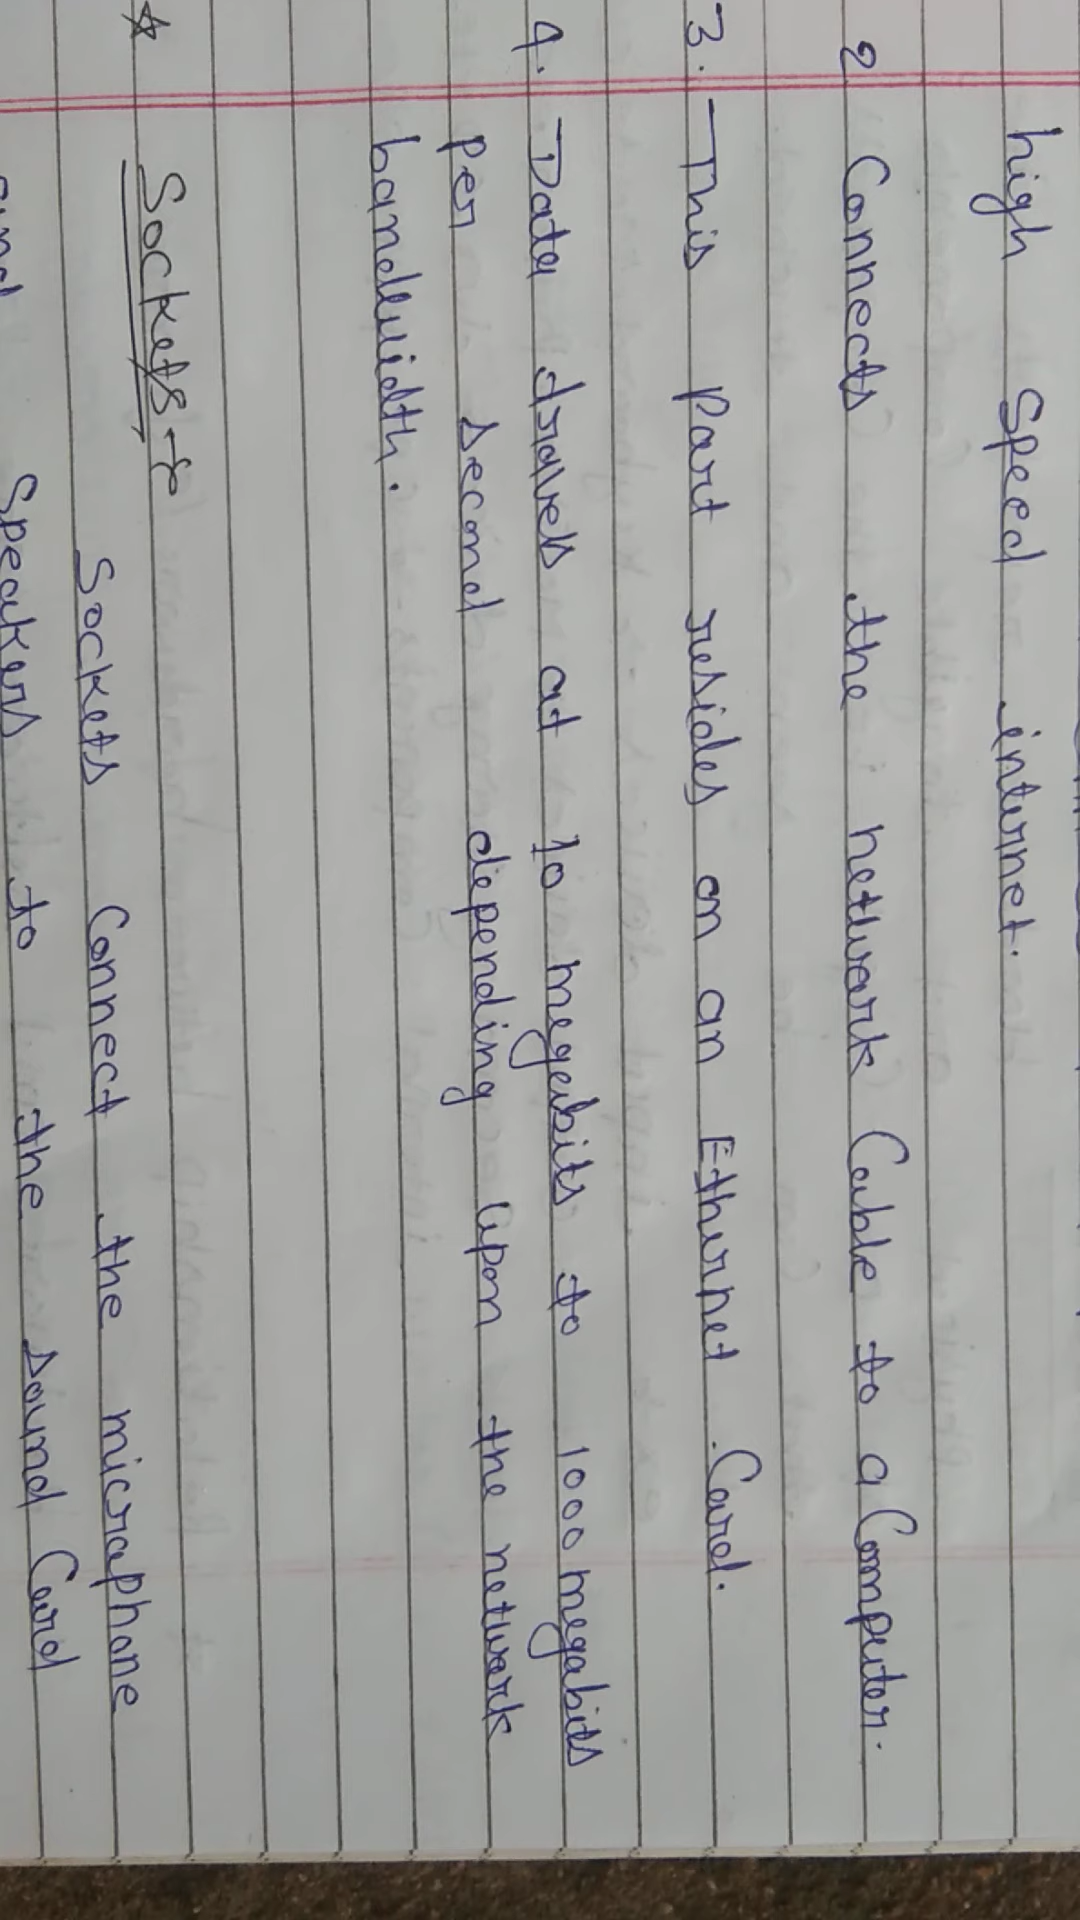 high Speed internet.
2 Connects the network Cable to a Computer.
3. This part resides on an Ethernet Card.
4. Data dravels at 10 megabits to 1000 megabits
per second depending upon the network
bandwidth.
☆ Sockets :-
Sockets Connect the microphone
and Speakers to the sound Card